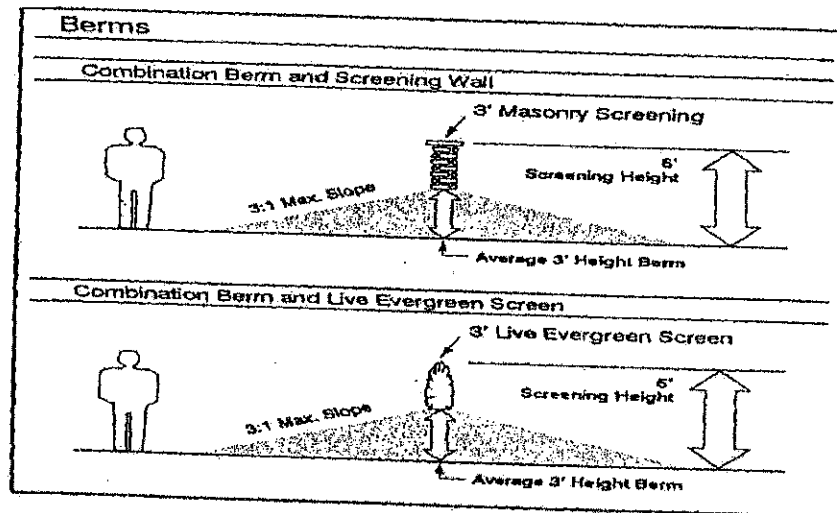 Berms
Combination Berm and Screening Wall
3' Masonry Screening
6'
Screening Height
3:1 Max. Slope
Average 3' Height Berm
Combination Berm and Live Evergreen Screen
3' Live Evergreen Screen
6'
Screening Height
3:1 Max. Slope
Average 3' Height Berm